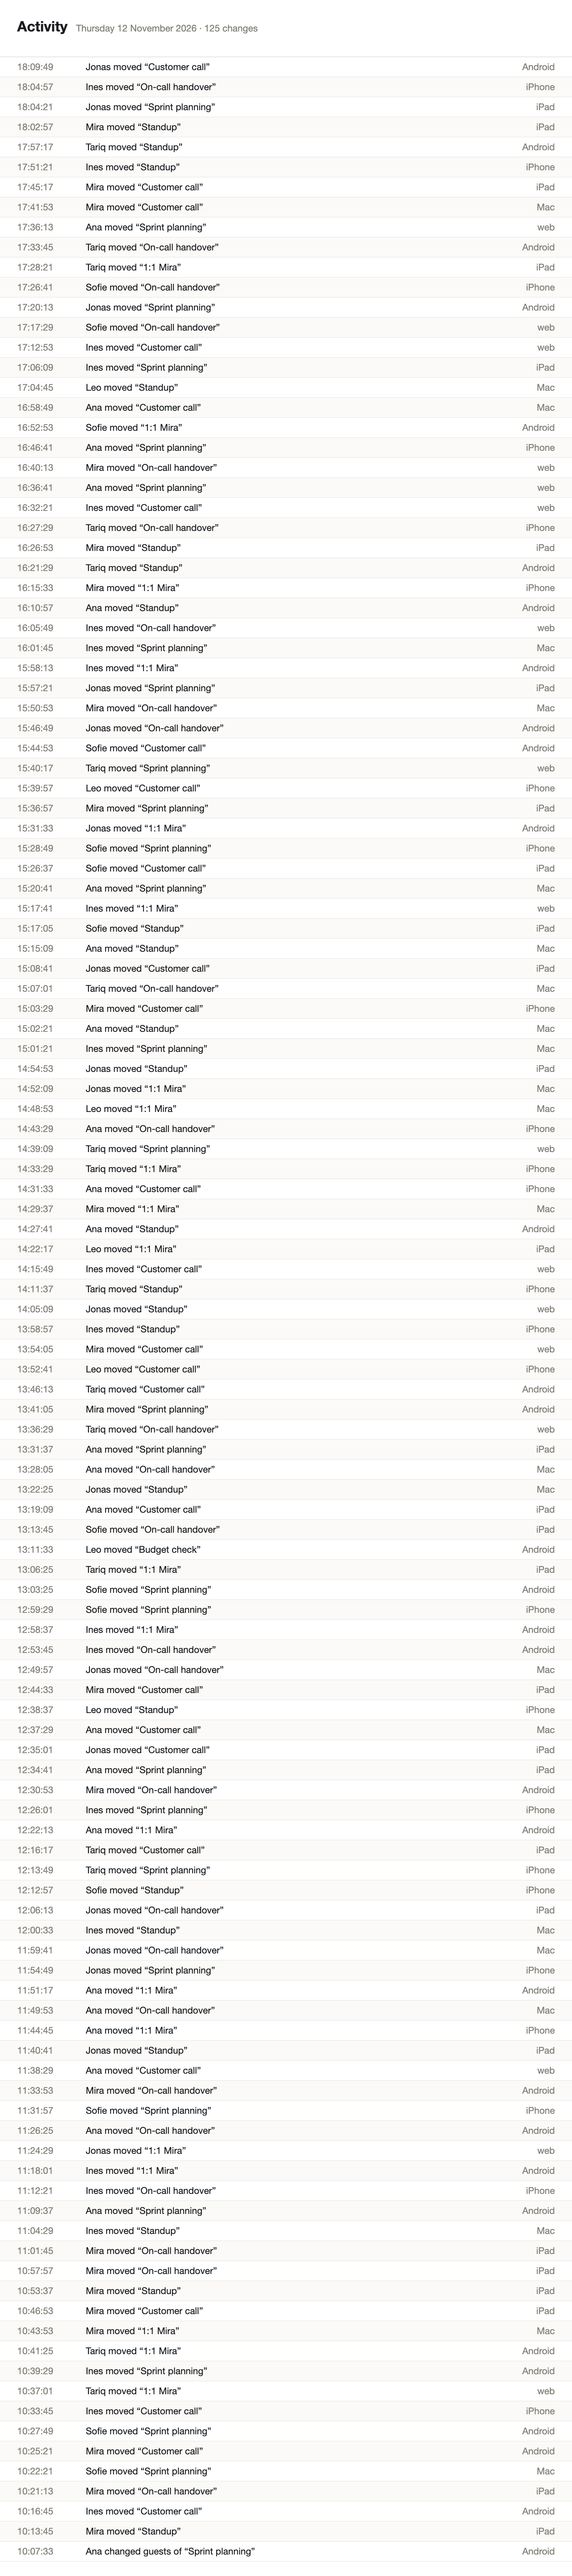 Activity Thursday 12 November 2026 · 125 changes
18:09:49 Jonas moved “Customer call” Android
18:04:57 Ines moved “On-call handover” iPhone
18:04:21 Jonas moved “Sprint planning” iPad
18:02:57 Mira moved “Standup” iPad
17:57:17 Tariq moved “Standup” Android
17:51:21 Ines moved “Standup” iPhone
17:45:17 Mira moved “Customer call” iPad
17:41:53 Mira moved “Customer call” Mac
17:36:13 Ana moved “Sprint planning” web
17:33:45 Tariq moved “On-call handover” Android
17:28:21 Tariq moved “1:1 Mira” iPad
17:26:41 Sofie moved “On-call handover” iPhone
17:20:13 Jonas moved “Sprint planning” Android
17:17:29 Sofie moved “On-call handover” web
17:12:53 Ines moved “Customer call” web
17:06:09 Ines moved “Sprint planning” iPad
17:04:45 Leo moved “Standup” Mac
16:58:49 Ana moved “Customer call” Mac
16:52:53 Sofie moved “1:1 Mira” Android
16:46:41 Ana moved “Sprint planning” iPhone
16:40:13 Mira moved “On-call handover” web
16:36:41 Ana moved “Sprint planning” web
16:32:21 Ines moved “Customer call” web
16:27:29 Tariq moved “On-call handover” iPhone
16:26:53 Mira moved “Standup” iPad
16:21:29 Tariq moved “Standup” Android
16:15:33 Mira moved “1:1 Mira” iPhone
16:10:57 Ana moved “Standup” Android
16:05:49 Ines moved “On-call handover” web
16:01:45 Ines moved “Sprint planning” Mac
15:58:13 Ines moved “1:1 Mira” Android
15:57:21 Jonas moved “Sprint planning” iPad
15:50:53 Mira moved “On-call handover” Mac
15:46:49 Jonas moved “On-call handover” Android
15:44:53 Sofie moved “Customer call” Android
15:40:17 Tariq moved “Sprint planning” web
15:39:57 Leo moved “Customer call” iPhone
15:36:57 Mira moved “Sprint planning” iPad
15:31:33 Jonas moved “1:1 Mira” Android
15:28:49 Sofie moved “Sprint planning” iPhone
15:26:37 Sofie moved “Customer call” iPad
15:20:41 Ana moved “Sprint planning” Mac
15:17:41 Ines moved “1:1 Mira” web
15:17:05 Sofie moved “Standup” iPad
15:15:09 Ana moved “Standup” Mac
15:08:41 Jonas moved “Customer call” iPad
15:07:01 Tariq moved “On-call handover” Mac
15:03:29 Mira moved “Customer call” iPhone
15:02:21 Ana moved “Standup” Mac
15:01:21 Ines moved “Sprint planning” Mac
14:54:53 Jonas moved “Standup” iPad
14:52:09 Jonas moved “1:1 Mira” Mac
14:48:53 Leo moved “1:1 Mira” Mac
14:43:29 Ana moved “On-call handover” iPhone
14:39:09 Tariq moved “Sprint planning” web
14:33:29 Tariq moved “1:1 Mira” iPhone
14:31:33 Ana moved “Customer call” iPhone
14:29:37 Mira moved “1:1 Mira” Mac
14:27:41 Ana moved “Standup” Android
14:22:17 Leo moved “1:1 Mira” iPad
14:15:49 Ines moved “Customer call” web
14:11:37 Tariq moved “Standup” iPhone
14:05:09 Jonas moved “Standup” web
13:58:57 Ines moved “Standup” iPhone
13:54:05 Mira moved “Customer call” web
13:52:41 Leo moved “Customer call” iPhone
13:46:13 Tariq moved “Customer call” Android
13:41:05 Mira moved “Sprint planning” Android
13:36:29 Tariq moved “On-call handover” web
13:31:37 Ana moved “Sprint planning” iPad
13:28:05 Ana moved “On-call handover” Mac
13:22:25 Jonas moved “Standup” Mac
13:19:09 Ana moved “Customer call” iPad
13:13:45 Sofie moved “On-call handover” iPad
13:11:33 Leo moved “Budget check” Android
13:06:25 Tariq moved “1:1 Mira” iPad
13:03:25 Sofie moved “Sprint planning” Android
12:59:29 Sofie moved “Sprint planning” iPhone
12:58:37 Ines moved “1:1 Mira” Android
12:53:45 Ines moved “On-call handover” Android
12:49:57 Jonas moved “On-call handover” Mac
12:44:33 Mira moved “Customer call” iPad
12:38:37 Leo moved “Standup” iPhone
12:37:29 Ana moved “Customer call” Mac
12:35:01 Jonas moved “Customer call” iPad
12:34:41 Ana moved “Sprint planning” iPad
12:30:53 Mira moved “On-call handover” Android
12:26:01 Ines moved “Sprint planning” iPhone
12:22:13 Ana moved “1:1 Mira” Android
12:16:17 Tariq moved “Customer call” iPad
12:13:49 Tariq moved “Sprint planning” iPhone
12:12:57 Sofie moved “Standup” iPhone
12:06:13 Jonas moved “On-call handover” iPad
12:00:33 Ines moved “Standup” Mac
11:59:41 Jonas moved “On-call handover” Mac
11:54:49 Jonas moved “Sprint planning” iPhone
11:51:17 Ana moved “1:1 Mira” Android
11:49:53 Ana moved “On-call handover” Mac
11:44:45 Ana moved “1:1 Mira” iPhone
11:40:41 Jonas moved “Standup” iPad
11:38:29 Ana moved “Customer call” web
11:33:53 Mira moved “On-call handover” Android
11:31:57 Sofie moved “Sprint planning” iPhone
11:26:25 Ana moved “On-call handover” Android
11:24:29 Jonas moved “1:1 Mira” web
11:18:01 Ines moved “1:1 Mira” Android
11:12:21 Ines moved “On-call handover” iPhone
11:09:37 Ana moved “Sprint planning” Android
11:04:29 Ines moved “Standup” Mac
11:01:45 Mira moved “On-call handover” iPad
10:57:57 Mira moved “On-call handover” iPad
10:53:37 Mira moved “Standup” iPad
10:46:53 Mira moved “Customer call” iPad
10:43:53 Mira moved “1:1 Mira” Mac
10:41:25 Tariq moved “1:1 Mira” Android
10:39:29 Ines moved “Sprint planning” Android
10:37:01 Tariq moved “1:1 Mira” web
10:33:45 Ines moved “Customer call” iPhone
10:27:49 Sofie moved “Sprint planning” Android
10:25:21 Mira moved “Customer call” Android
10:22:21 Sofie moved “Sprint planning” Mac
10:21:13 Mira moved “On-call handover” iPad
10:16:45 Ines moved “Customer call” Android
10:13:45 Mira moved “Standup” iPad
10:07:33 Ana changed guests of “Sprint planning” Android